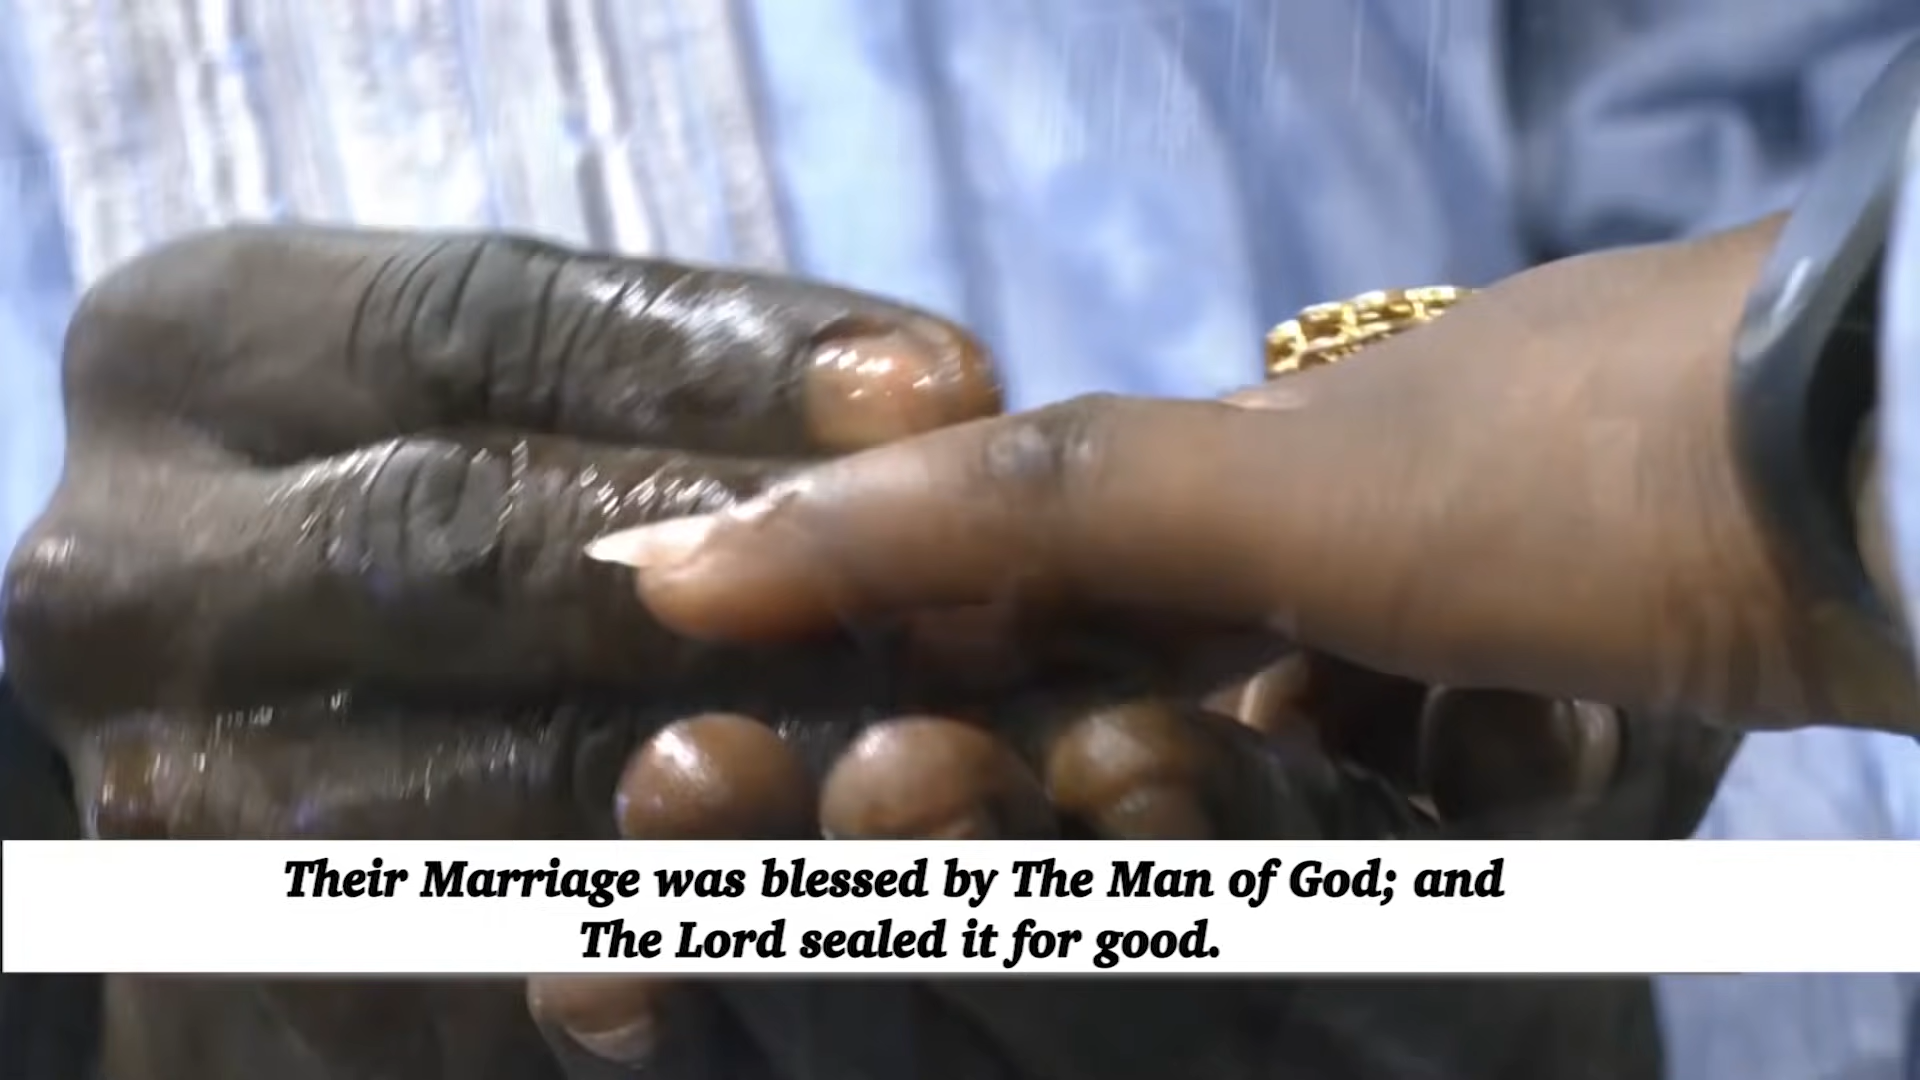 Their Marriage was blessed by The Man of God; and
The Lord sealed it for good.